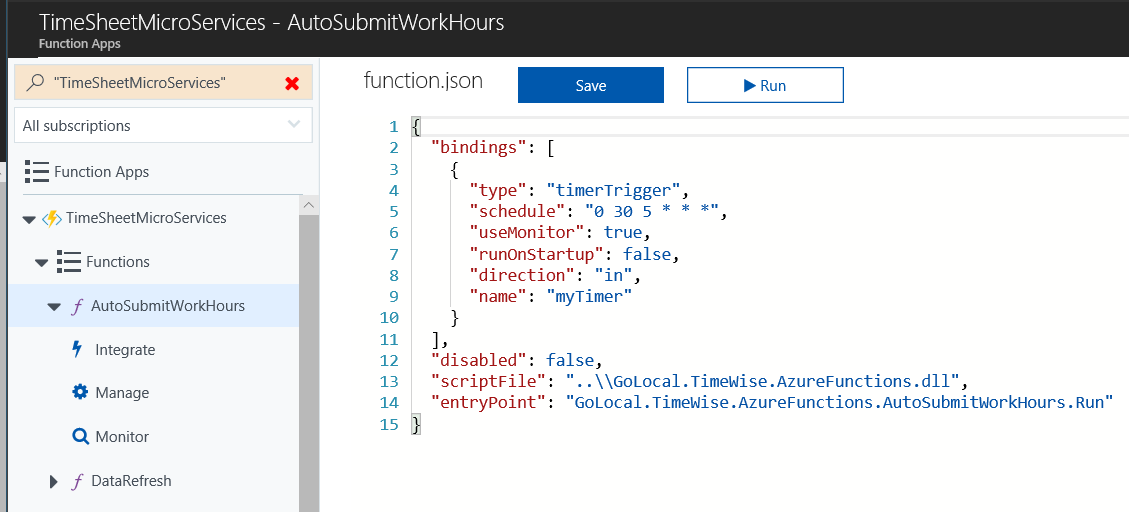 TimeSheetMicroServices - AutoSubmitWorkHours
Function Apps
"TimeSheetMicroServices"
All subscriptions
Function Apps
TimeSheetMicroServices
Functions
AutoSubmitWorkHours
Integrate
Manage
Monitor
DataRefresh
function.json
Save
Run
1 {
2 "bindings": [
3 {
4 "type": "timerTrigger",
5 "schedule": "0 30 5 * * *",
6 "useMonitor": true,
7 "runOnStartup": false,
8 "direction": "in",
9 "name": "myTimer"
10 }
11 ],
12 "disabled": false,
13 "scriptFile": "..\\GoLocal.TimeWise.AzureFunctions.dll",
14 "entryPoint": "GoLocal.TimeWise.AzureFunctions.AutoSubmitWorkHours.Run"
15 }